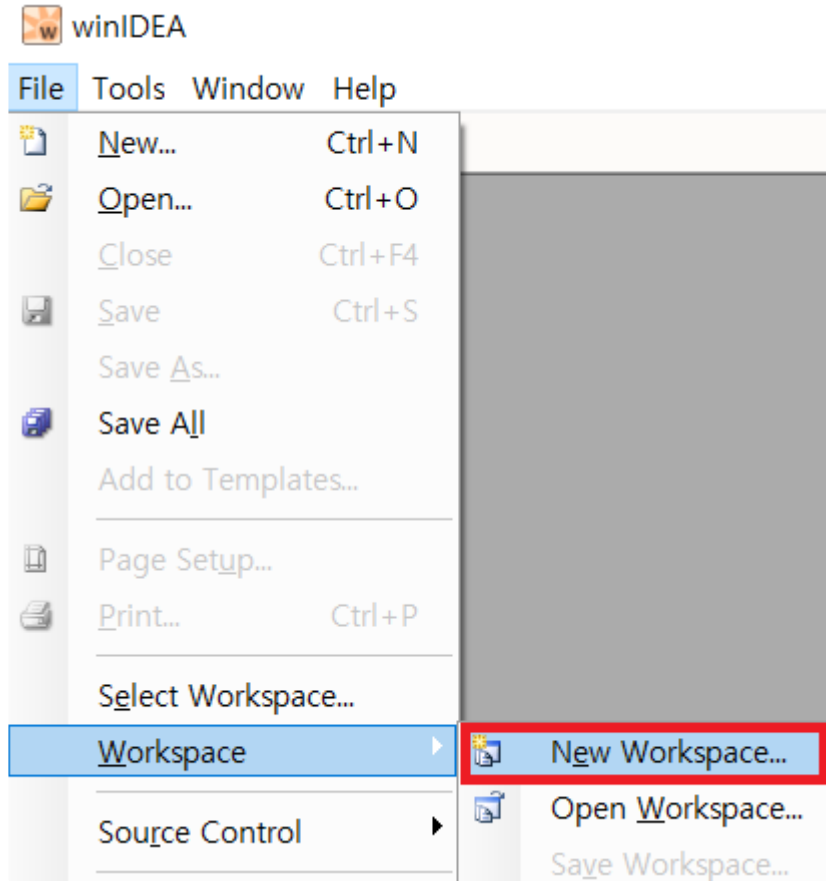 winIDEA
File Tools Window Help
New... Ctrl+N
Open... Ctrl+O
Close Ctrl+F4
Save Ctrl+S
Save As...
Save All
Add to Templates...
Page Setup...
Print... Ctrl+P
Select Workspace...
Workspace New Workspace...
Open Workspace...
Source Control
Save Workspace...